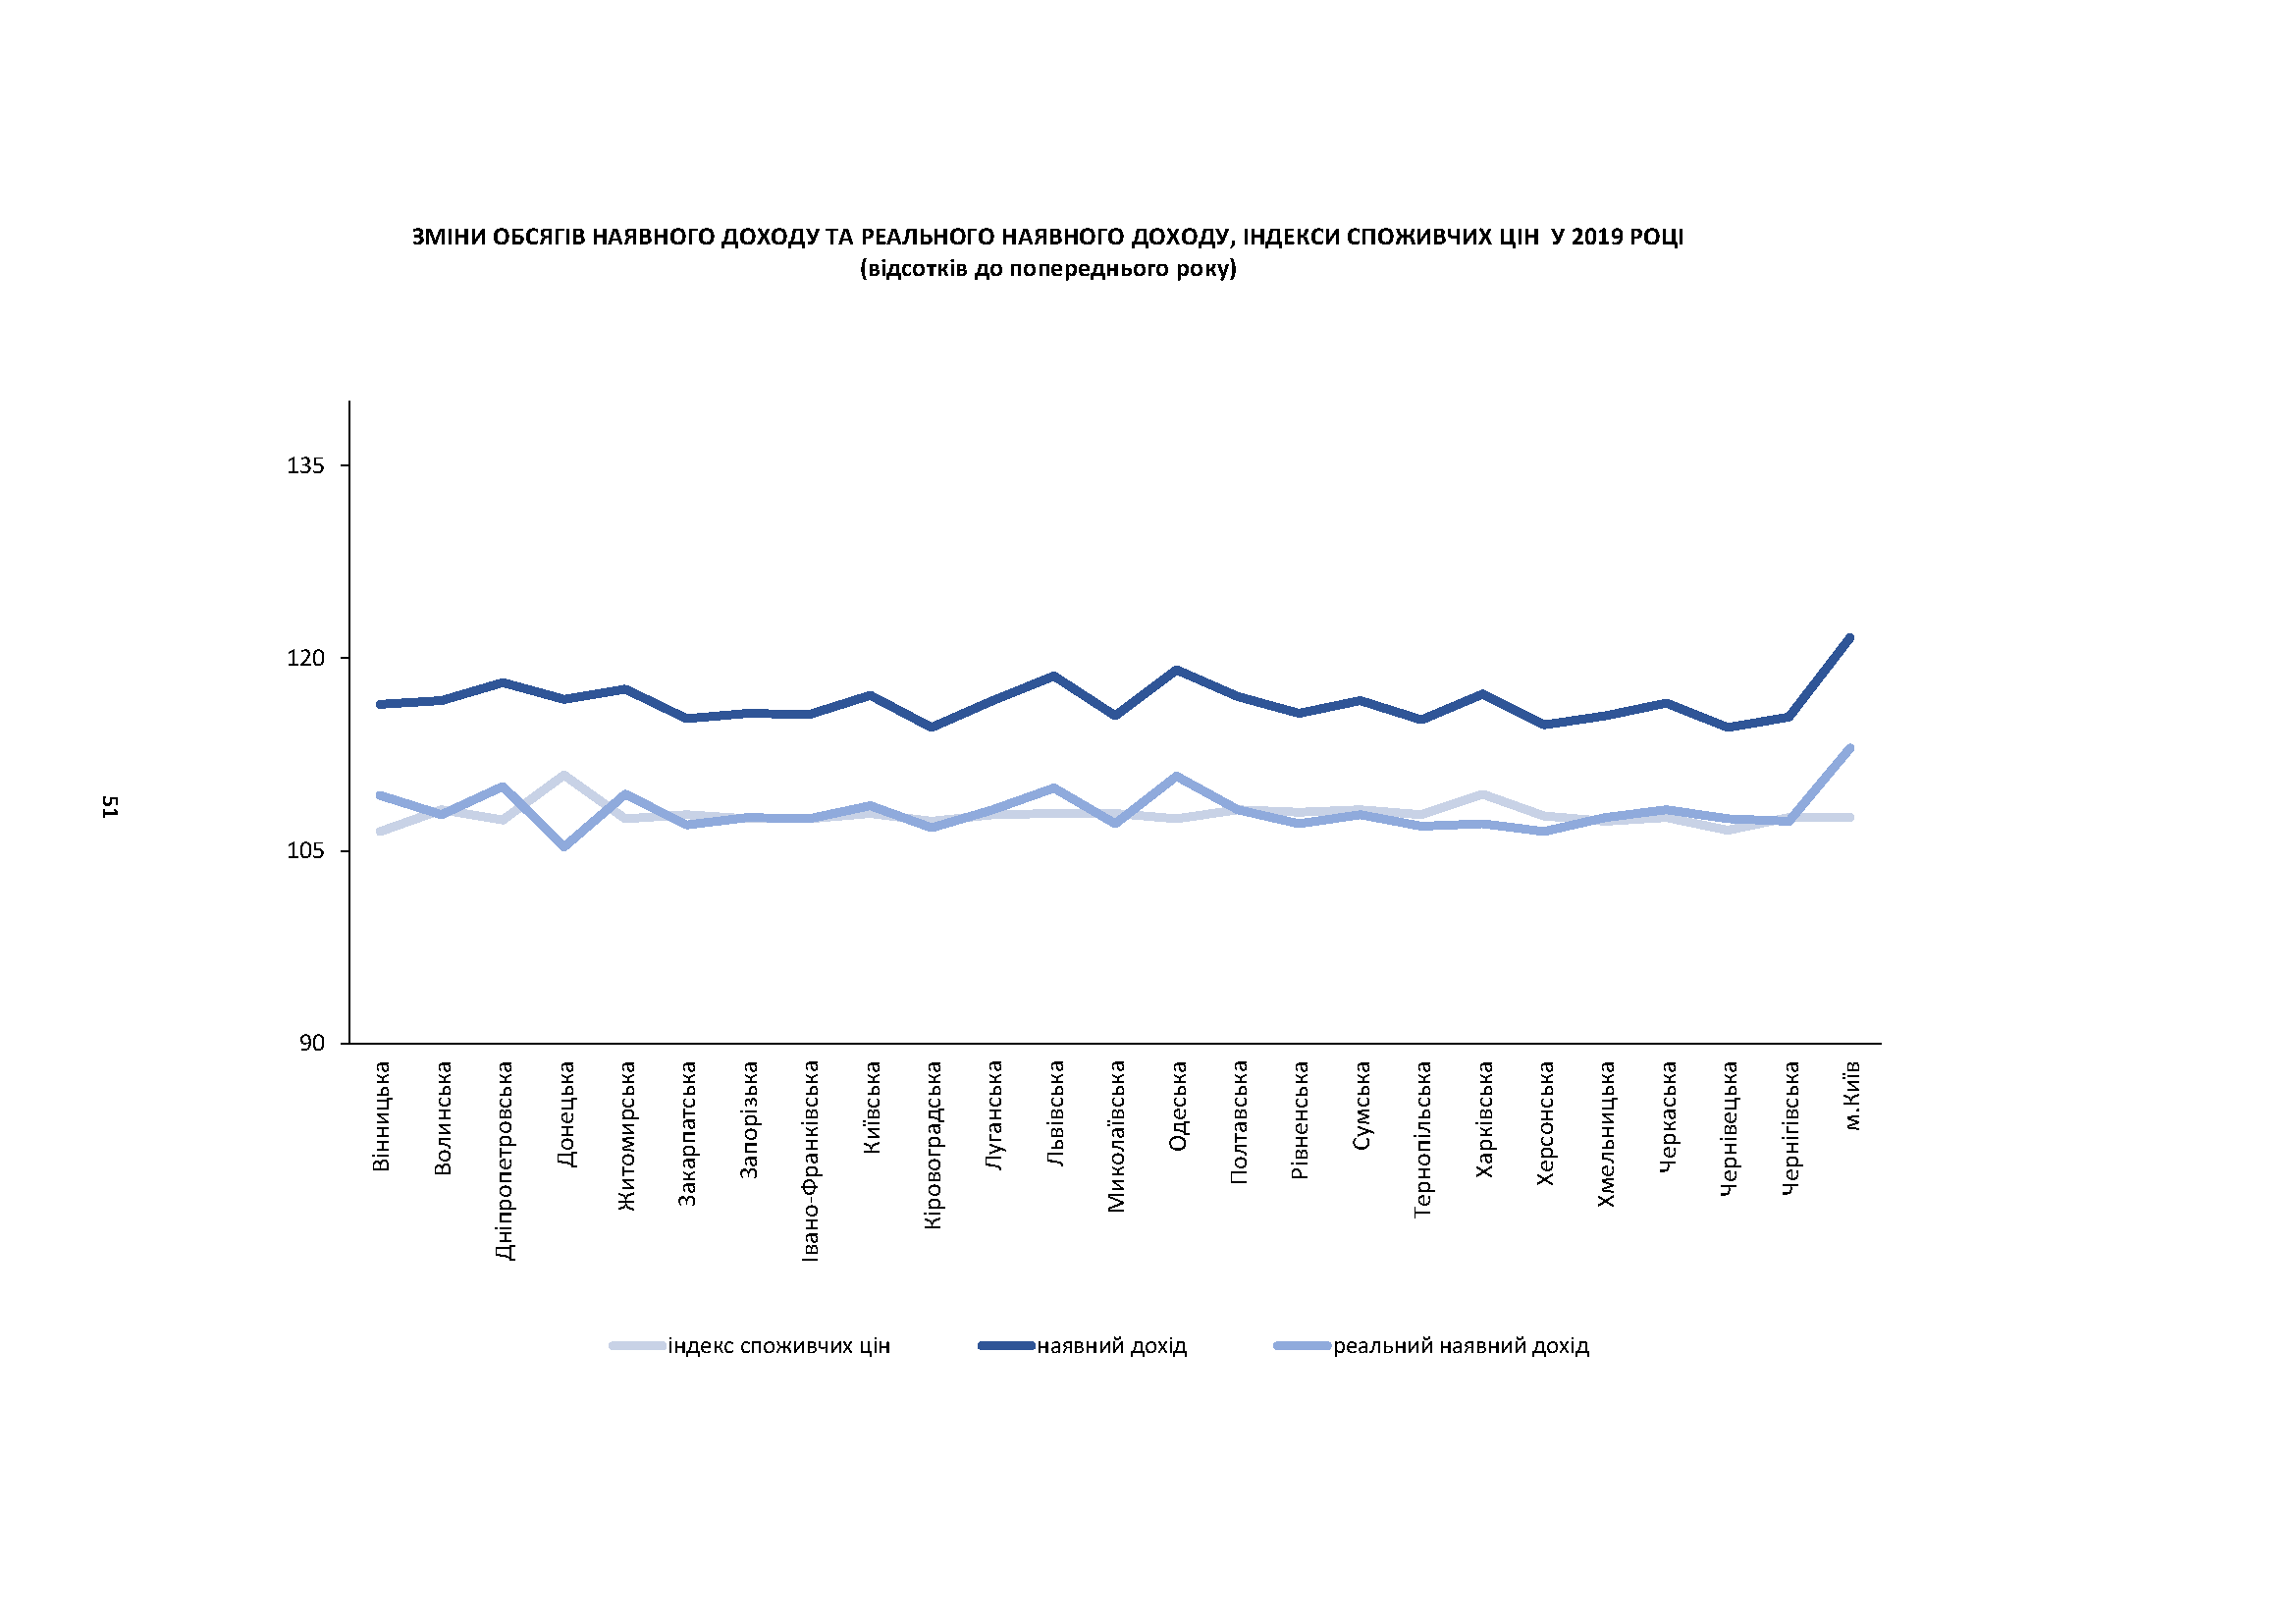 ЗМІНИ ОБСЯГІВ НАЯВНОГО ДОХОДУ ТА РЕАЛЬНОГО НАЯВНОГО ДОХОДУ, ІНДЕКСИ СПОЖИВЧИХ ЦІН У 2019 РОЦІ
(відсотків до попереднього року)
135
120
105
90
Вінницька
Волинська
Дніпропетровська
Донецька
Житомирська
Закарпатська
Запорізька
Івано-Франківська
Київська
Кіровоградська
Луганська
Львівська
Миколаївська
Одеська
Полтавська
Рівненська
Сумська
Тернопільська
Харківська
Херсонська
Хмельницька
Черкаська
Чернівецька
Чернігівська
м.Київ
індекс споживчих цін
наявний дохід
реальний наявний дохід
51